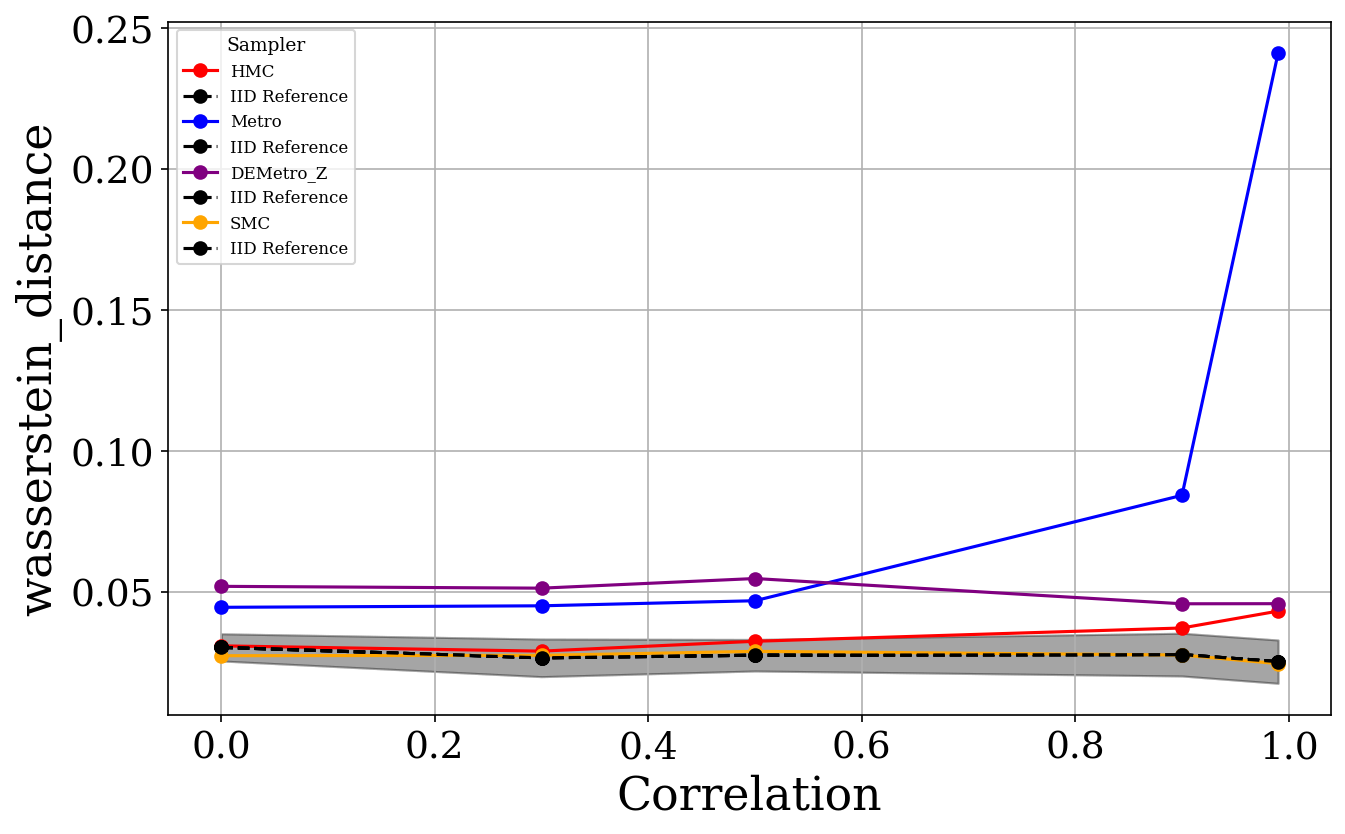 0.25
0.20
0.15
0.10
0.05
wasserstein_distance
Sampler
HMC
IID Reference
Metro
IID Reference
DEMetro_Z
IID Reference
SMC
IID Reference
0.0 0.2 0.4 0.6 0.8 1.0
Correlation